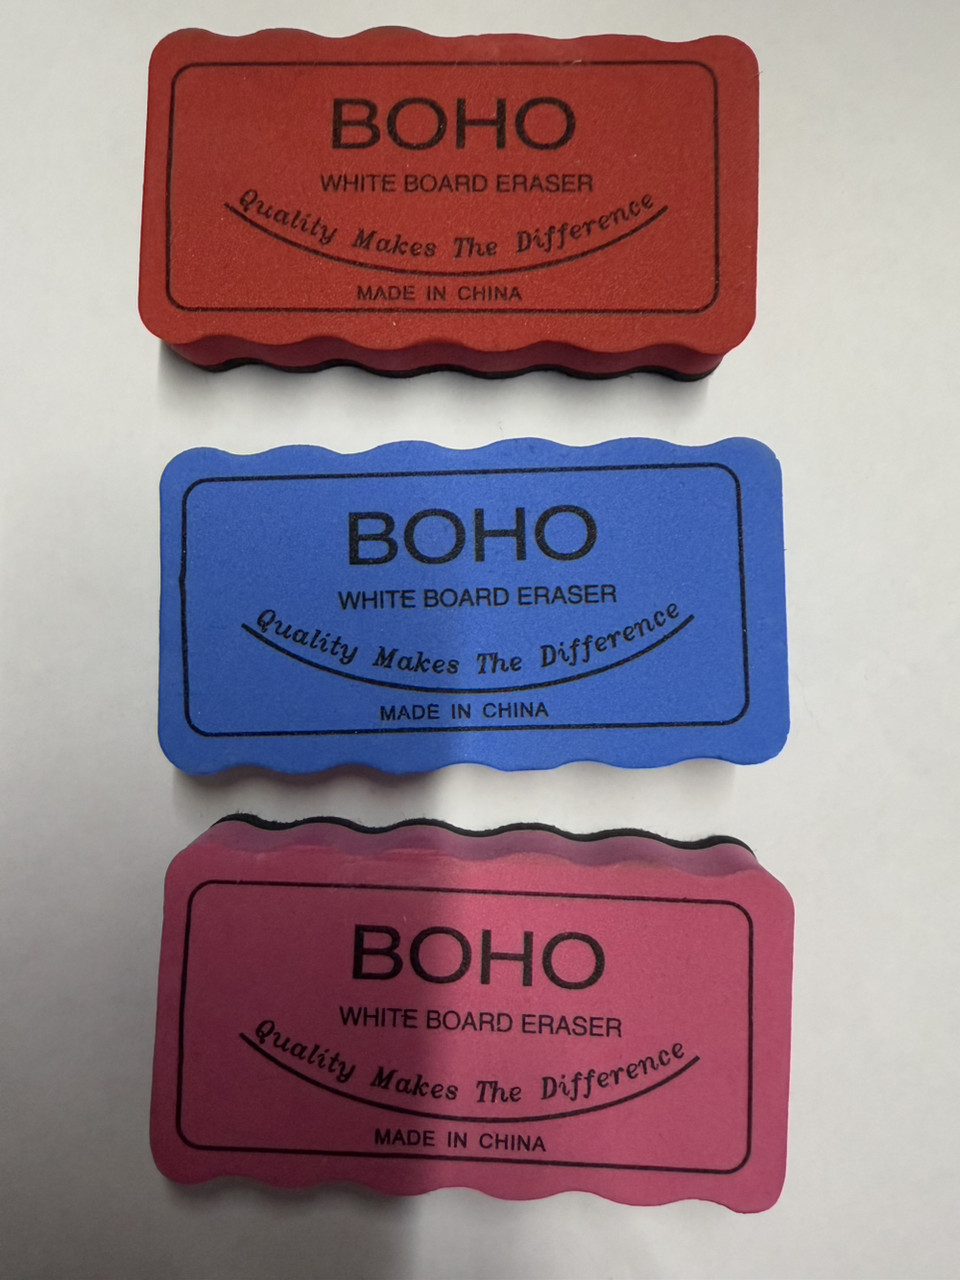 BOHO
WHITE BOARD ERASER
Quality Makes The Difference
MADE IN CHINA
BOHO
WHITE BOARD ERASER
Quality Makes The Difference
MADE IN CHINA
BOHO
WHITE BOARD ERASER
Quality Makes The Difference
MADE IN CHINA